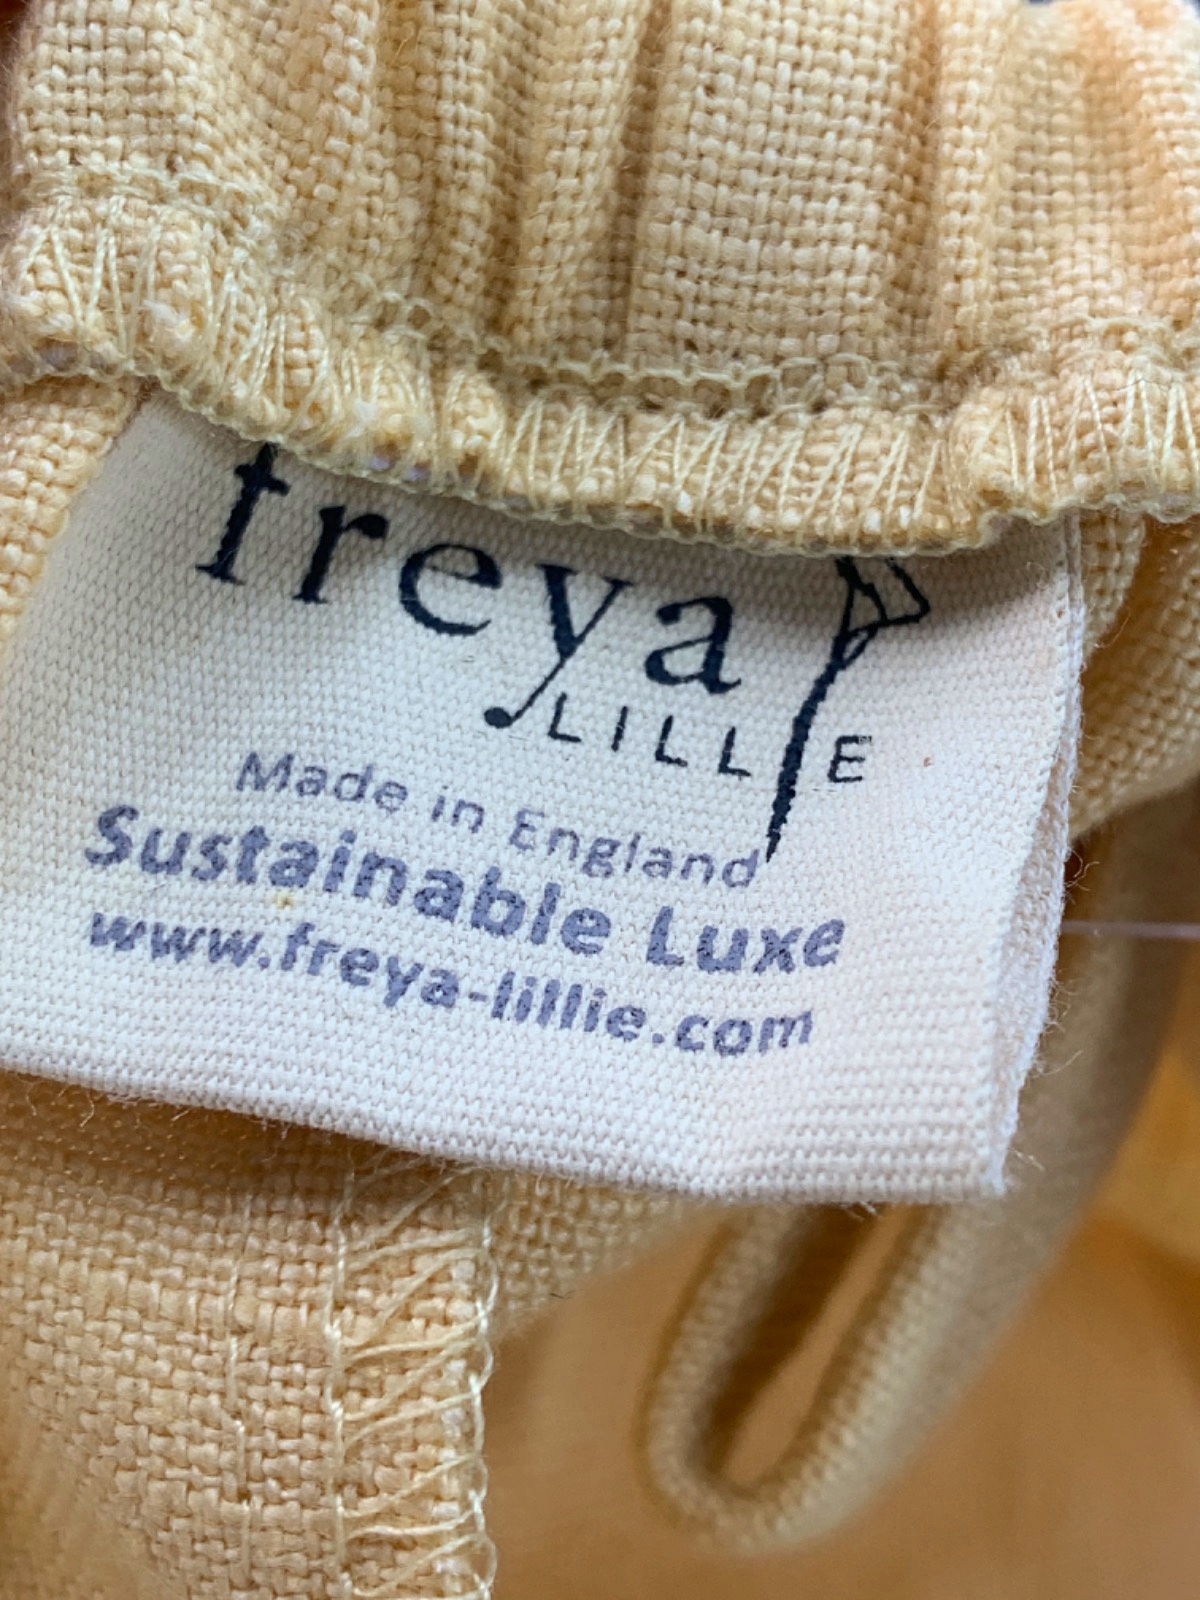 freya
LILLIE
Made in England
Sustainable Luxe
www.freya-lillie.com